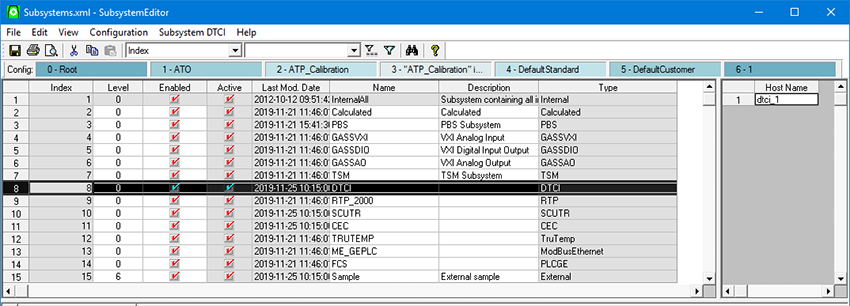 Subsystems.xml - SubsystemEditor
File Edit View Configuration Subsystem DTCI Help
Index
Config: 0 - Root 1 - ATO 2 - ATP_Calibration 3 - "ATP_Calibration" i... 4 - DefaultStandard 5 - DefaultCustomer 6 - 1
Index Level Enabled Active Last Mod. Date Name Description Type Host Name
1 1 0 2012-10-12 09:51:4 InternalAll Subsystem containing all i Internal 1 dtci_1
2 2 0 2019-11-21 11:46:0 Calculated Calculated Calculated
3 3 0 2019-11-21 15:41:3 PBS PBS Subsystem PBS
4 4 0 2019-11-21 11:46:0 GASSVXI VXI Analog Input GASSVXI
5 5 0 2019-11-21 11:46:0 GASSDIO VXI Digital Input Output GASSDIO
6 6 0 2019-11-21 11:46:0 GASSAO VXI Analog Output GASSAO
7 7 0 2019-11-21 11:46:0 TSM TSM Subsystem TSM
8 8 0 2019-11-25 10:15:0 DTCI DTCI
9 9 0 2019-11-21 11:46:0 RTP_2000 RTP
10 10 0 2019-11-25 10:15:0 SCUTR SCUTR
11 11 0 2019-11-25 10:15:0 CEC CEC
12 12 0 2019-11-21 11:46:0 TRUTEMP TruTemp
13 13 0 2019-11-21 11:46:0 ME_GEPLC ModBusEthernet
14 14 0 2019-11-21 11:46:0 FCS PLCGE
15 15 6 2019-11-25 10:15:0 Sample External sample External